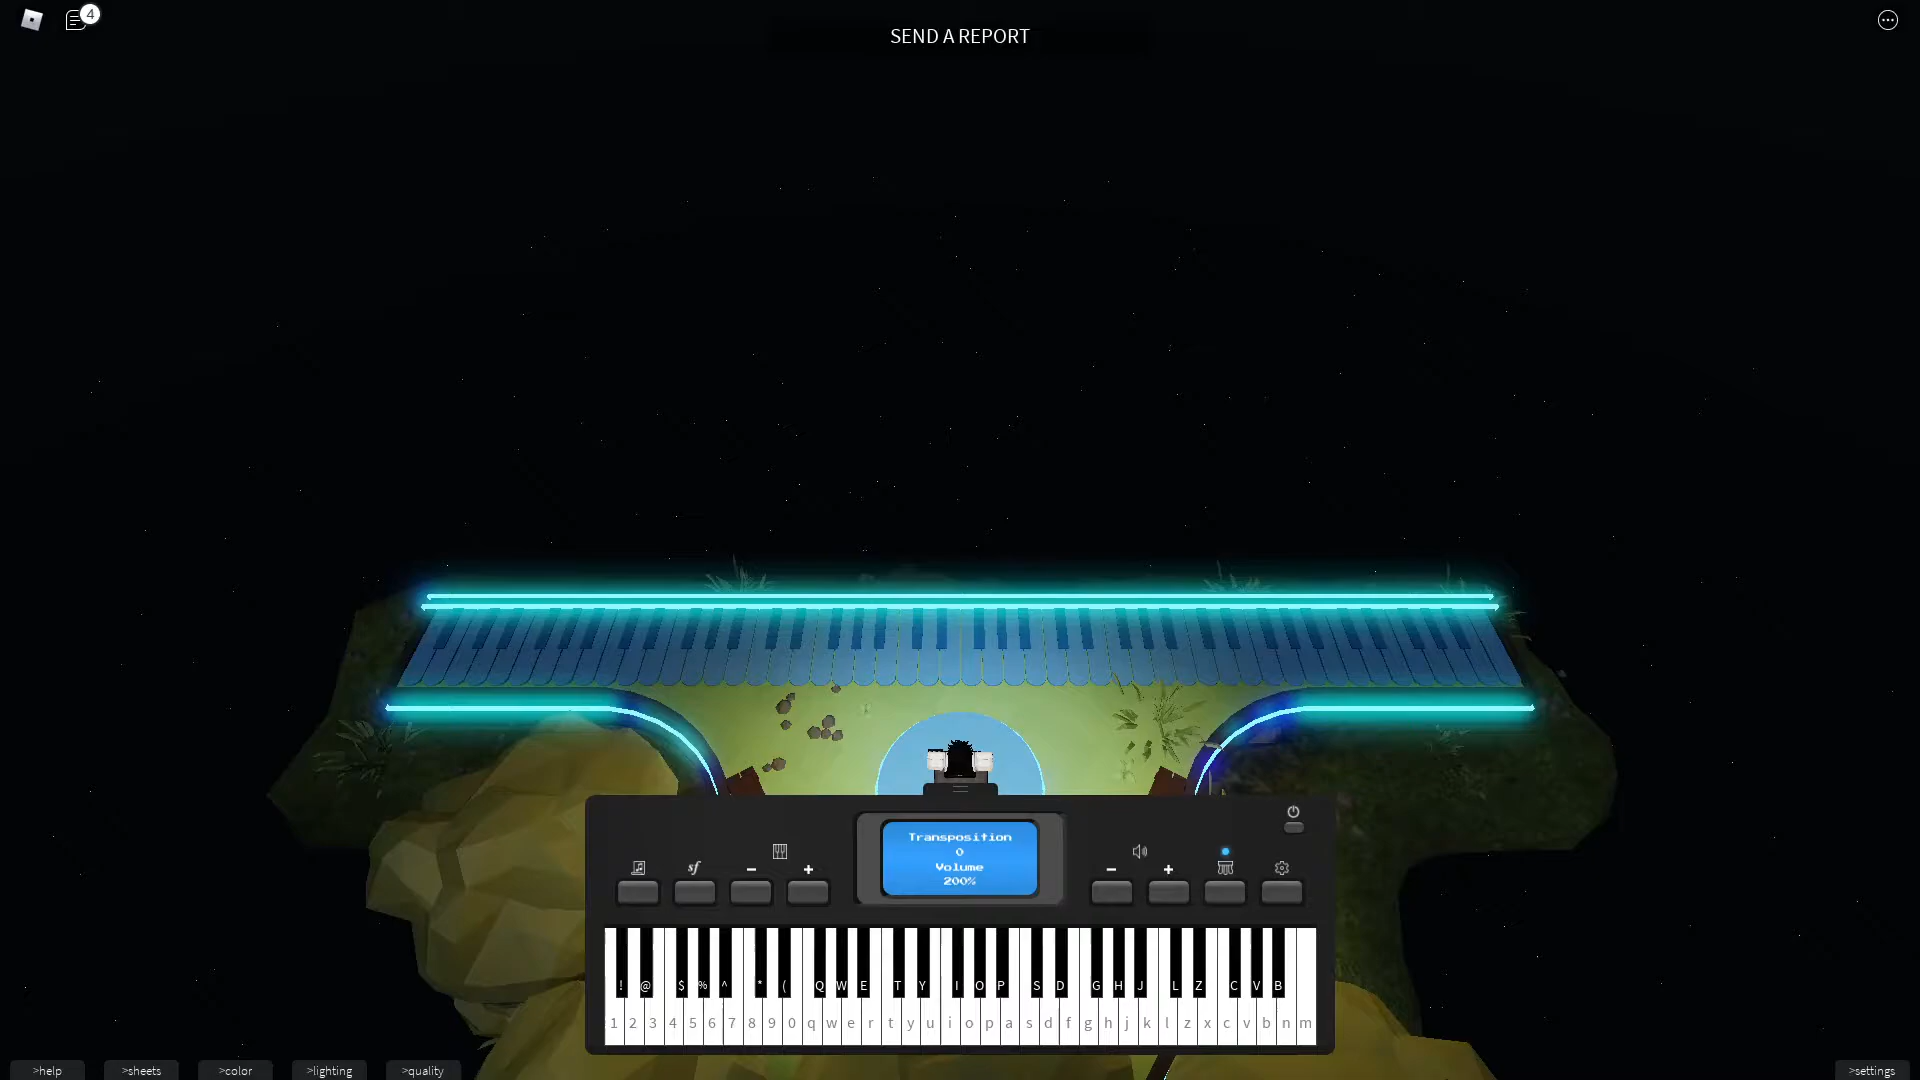 4
SEND A REPORT
Transposition
0
Volume
200%
sf
- +
- +
! @ $ % ^ * ( Q W E T Y I O P S D G H J L Z C V B
1 2 3 4 5 6 7 8 9 0 q w e r t y u i o p a s d f g h j k l z x c v b n m
>help >sheets >color >lighting >quality >settings